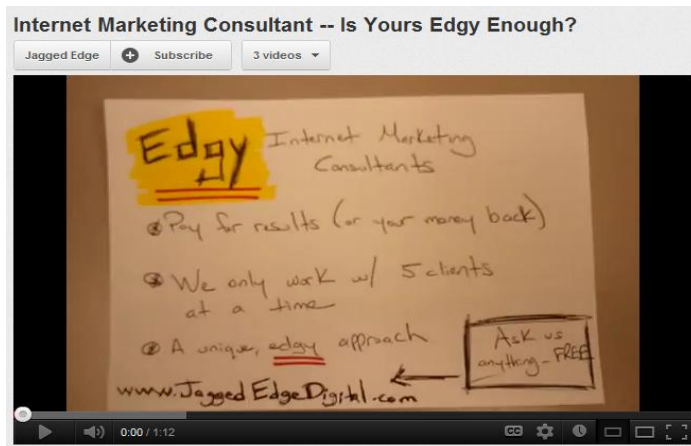 Internet Marketing Consultant -- Is Yours Edgy Enough?
Jagged Edge + Subscribe 3 videos
Edgy Internet Marketing
Consultants
Pay for results (or your money back)
We only work w/ 5 clients
at a time
A unique, edgy approach
Ask us
anything - FREE
www.JaggedEdgeDigital.com
0:00 / 1:12
CC